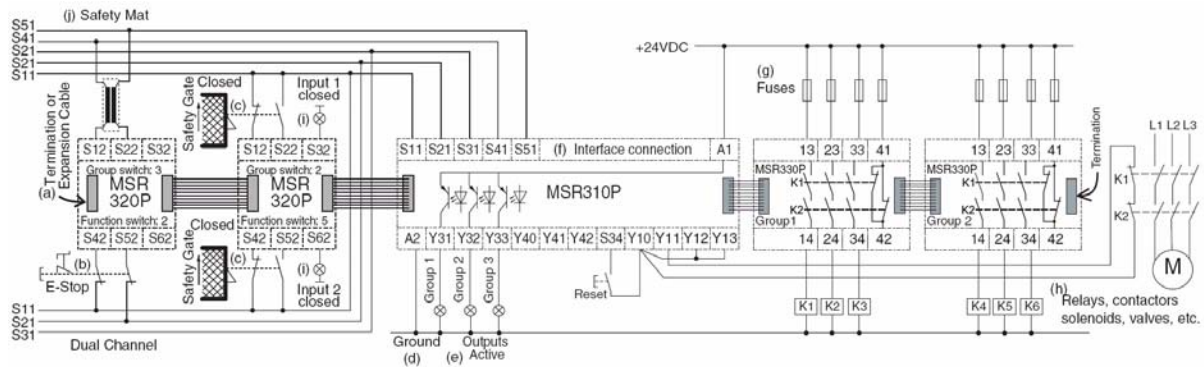 (j) Safety Mat
S51
S41
S21
S21
S11
Termination or
Expansion Cable
(a)
Closed
Safety Gate
(c)
Input 1
closed
(i)
S12 S22 S32
Group switch: 3
MSR
320P
Function switch: 2
S42 S52 S62
S12 S22 S32
Group switch: 2
MSR
320P
Function switch: 5
S42 S52 S62
(b)
E-Stop
Closed
Safety Gate
(c)
(i)
Input 2
closed
S11
S21
S31
Dual Channel
S11 S21 S31 S41 S51 (f) Interface connection A1
MSR310P
A2 Y31 Y32 Y33 Y40 Y41 Y42 S34 Y10 Y11 Y12 Y13
Group 1
Group 2
Group 3
Reset
Ground
(d)
(e)
Outputs
Active
+24VDC
(g)
Fuses
13 23 33 41
MSR330P
K1
K2
Group1
14 24 34 42
K1 K2 K3
13 23 33 41
MSR330P
K1
K2
Group 2
14 24 34 42
K4 K5 K6
Termination
L1 L2 L3
K1
K2
M
(h)
Relays, contactors
solenoids, valves, etc.